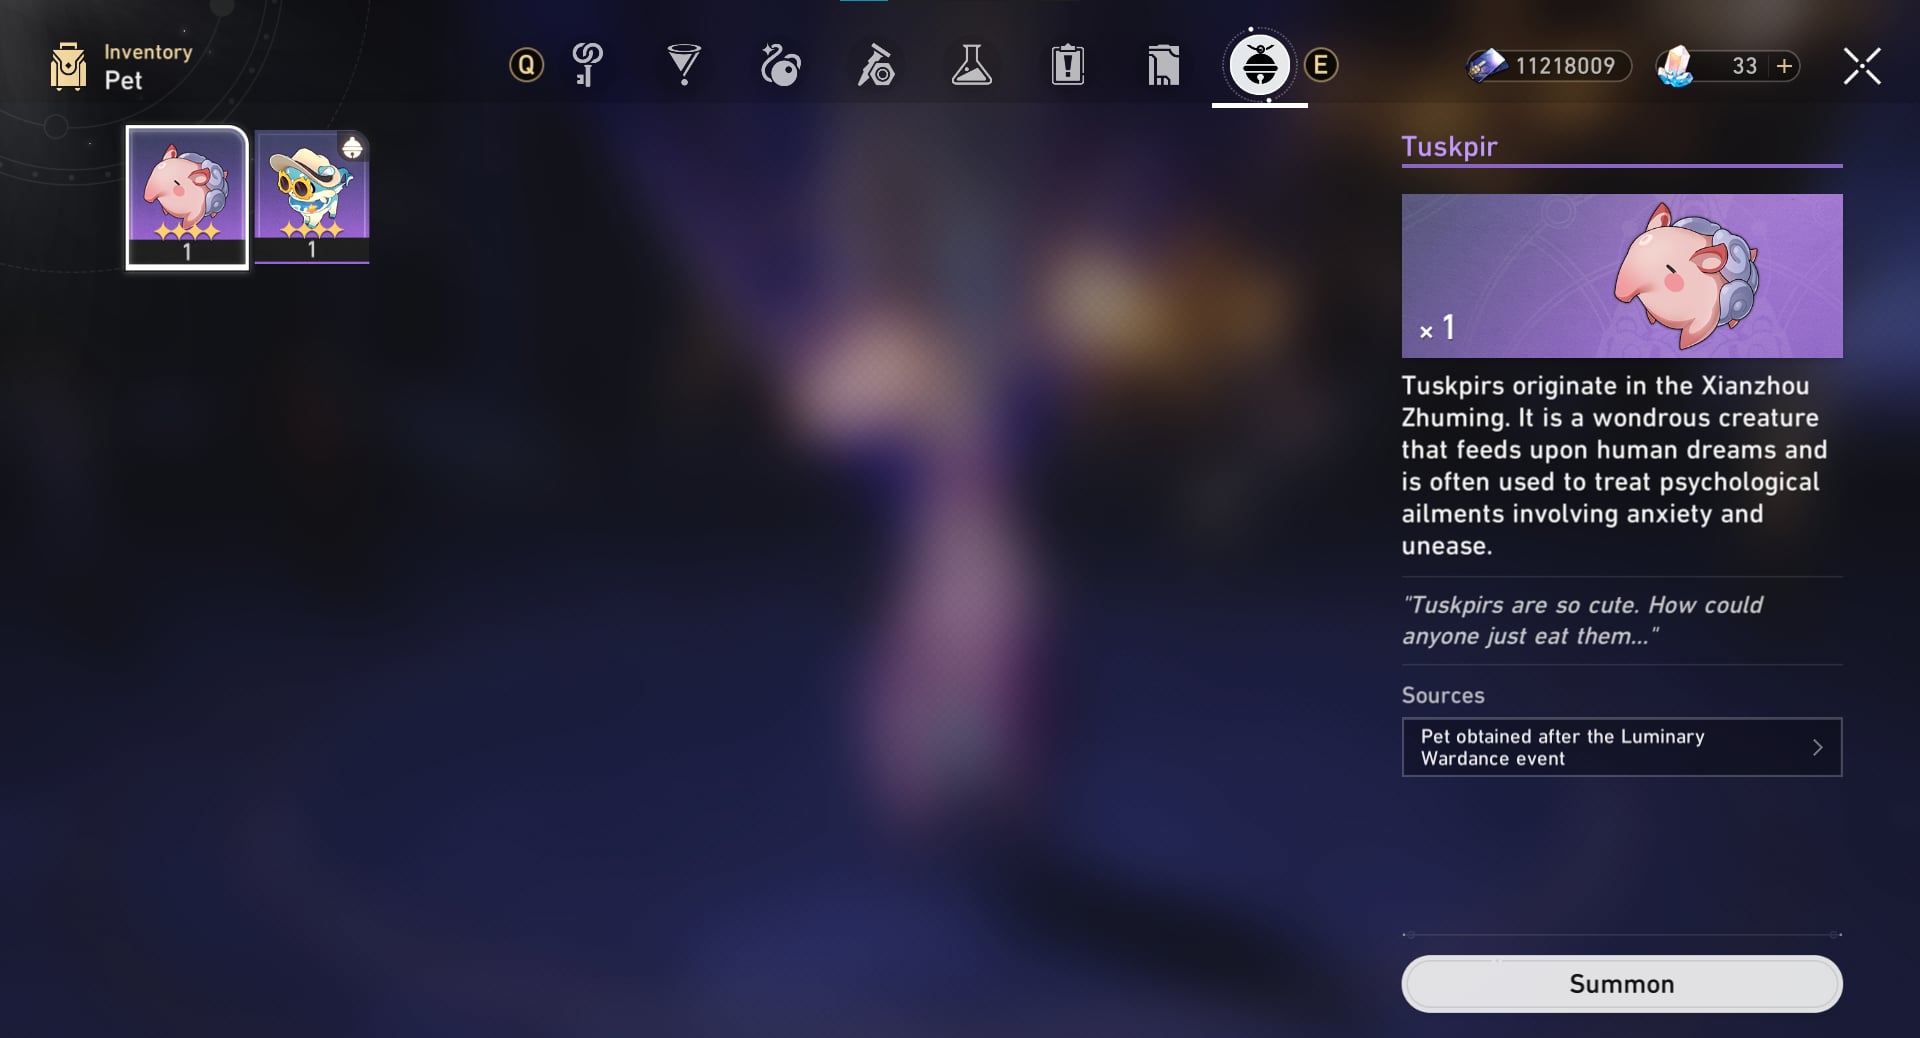 Inventory
Pet
Q
E
11218009
33
1
1
Tuskpir
× 1
Tuskpirs originate in the Xianzhou
Zhuming. It is a wondrous creature
that feeds upon human dreams and
is often used to treat psychological
ailments involving anxiety and
unease.
"Tuskpirs are so cute. How could
anyone just eat them..."
Sources
Pet obtained after the Luminary
Wardance event
Summon